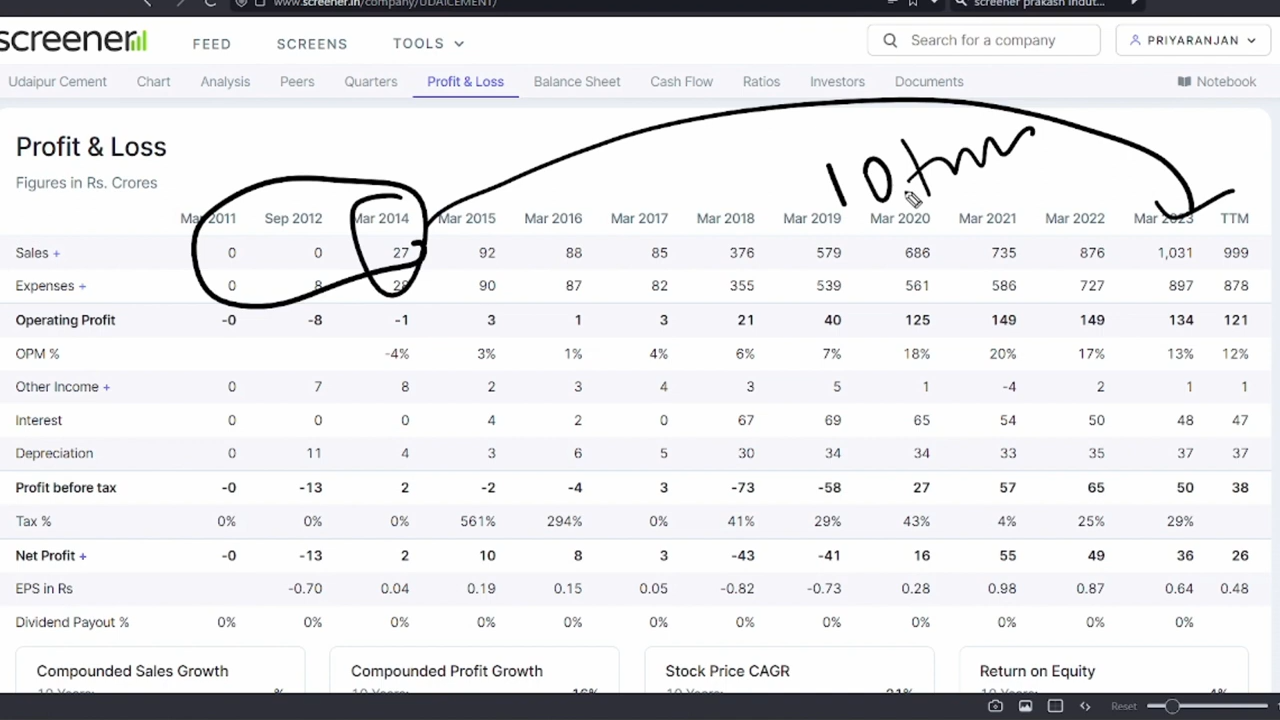 www.screener.in/company/UDAICEMENT/
screener prakash indut...
screener
FEED
SCREENS
TOOLS
Search for a company
PRIYARANJAN
Udaipur Cement
Chart
Analysis
Peers
Quarters
Profit & Loss
Balance Sheet
Cash Flow
Ratios
Investors
Documents
Notebook
Profit & Loss
Figures in Rs. Crores
10
Mar 2011 Sep 2012 Mar 2014 Mar 2015 Mar 2016 Mar 2017 Mar 2018 Mar 2019 Mar 2020 Mar 2021 Mar 2022 Mar 2023 TTM
Sales + 0 0 27 92 88 85 376 579 686 735 876 1,031 999
Expenses + 0 8 28 90 87 82 355 539 561 586 727 897 878
Operating Profit -0 -8 -1 3 1 3 21 40 125 149 149 134 121
OPM % -4% 3% 1% 4% 6% 7% 18% 20% 17% 13% 12%
Other Income + 0 7 8 2 3 4 3 5 1 -4 2 1 1
Interest 0 0 0 4 2 0 67 69 65 54 50 48 47
Depreciation 0 11 4 3 6 5 30 34 34 33 35 37 37
Profit before tax -0 -13 2 -2 -4 3 -73 -58 27 57 65 50 38
Tax % 0% 0% 0% 561% 294% 0% 41% 29% 43% 4% 25% 29%
Net Profit + -0 -13 2 10 8 3 -43 -41 16 55 49 36 26
EPS in Rs -0.70 0.04 0.19 0.15 0.05 -0.82 -0.73 0.28 0.98 0.87 0.64 0.48
Dividend Payout % 0% 0% 0% 0% 0% 0% 0% 0% 0% 0% 0% 0%
Compounded Sales Growth
Compounded Profit Growth
Stock Price CAGR
Return on Equity
Reset